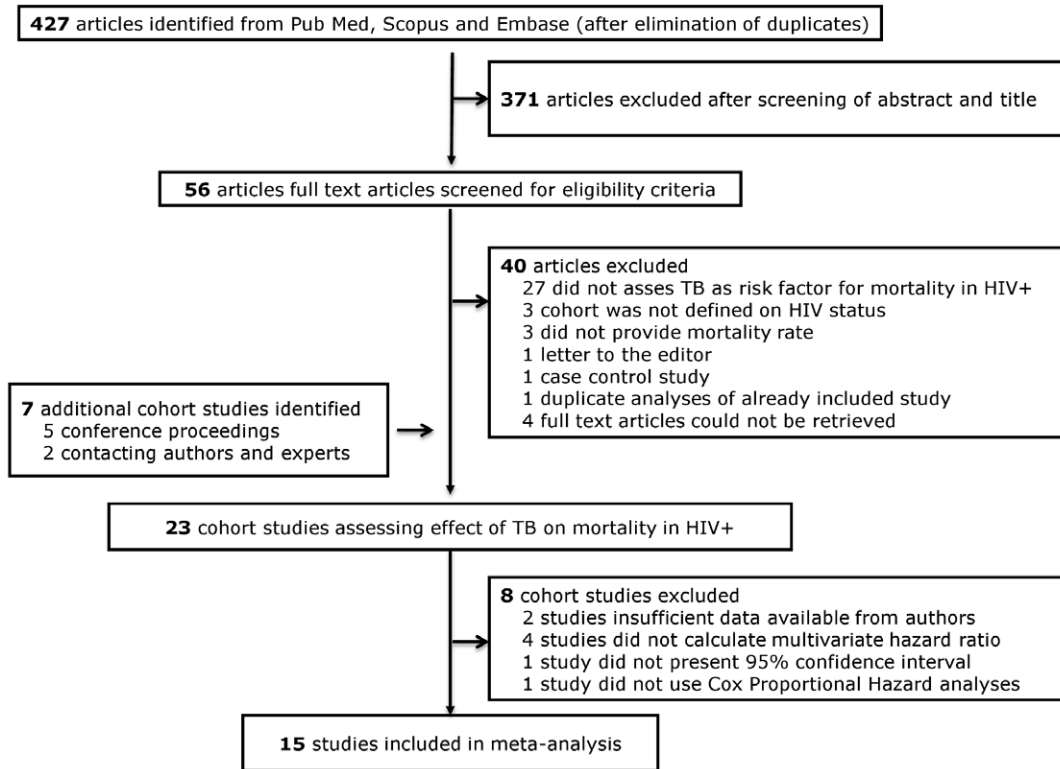 427 articles identified from Pub Med, Scopus and Embase (after elimination of duplicates)
371 articles excluded after screening of abstract and title
56 articles full text articles screened for eligibility criteria
40 articles excluded
27 did not asses TB as risk factor for mortality in HIV+
3 cohort was not defined on HIV status
3 did not provide mortality rate
1 letter to the editor
1 case control study
1 duplicate analyses of already included study
4 full text articles could not be retrieved
7 additional cohort studies identified
5 conference proceedings
2 contacting authors and experts
23 cohort studies assessing effect of TB on mortality in HIV+
8 cohort studies excluded
2 studies insufficient data available from authors
4 studies did not calculate multivariate hazard ratio
1 study did not present 95% confidence interval
1 study did not use Cox Proportional Hazard analyses
15 studies included in meta-analysis